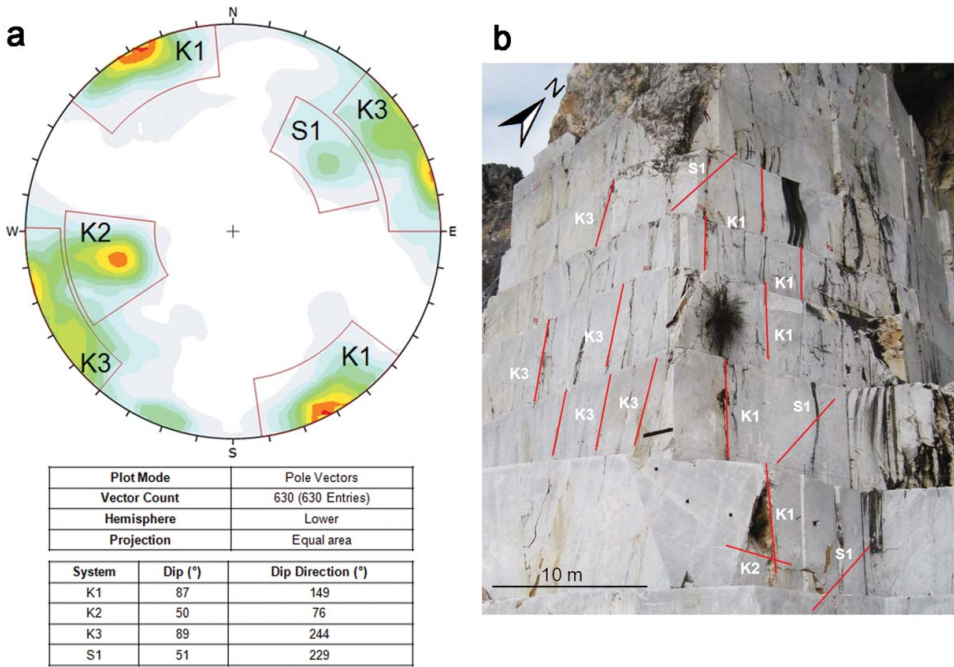 a
N
K1
K3
S1
W
E
K2
K3
K1
S
Plot Mode Pole Vectors
Vector Count 630 (630 Entries)
Hemisphere Lower
Projection Equal area
System Dip (°) Dip Direction (°)
K1 87 149
K2 50 76
K3 89 244
S1 51 229
b
N
S1
K3
K1
K1
K3
K1
K3
K3
K3
K1
S1
K1
S1
K2
10 m